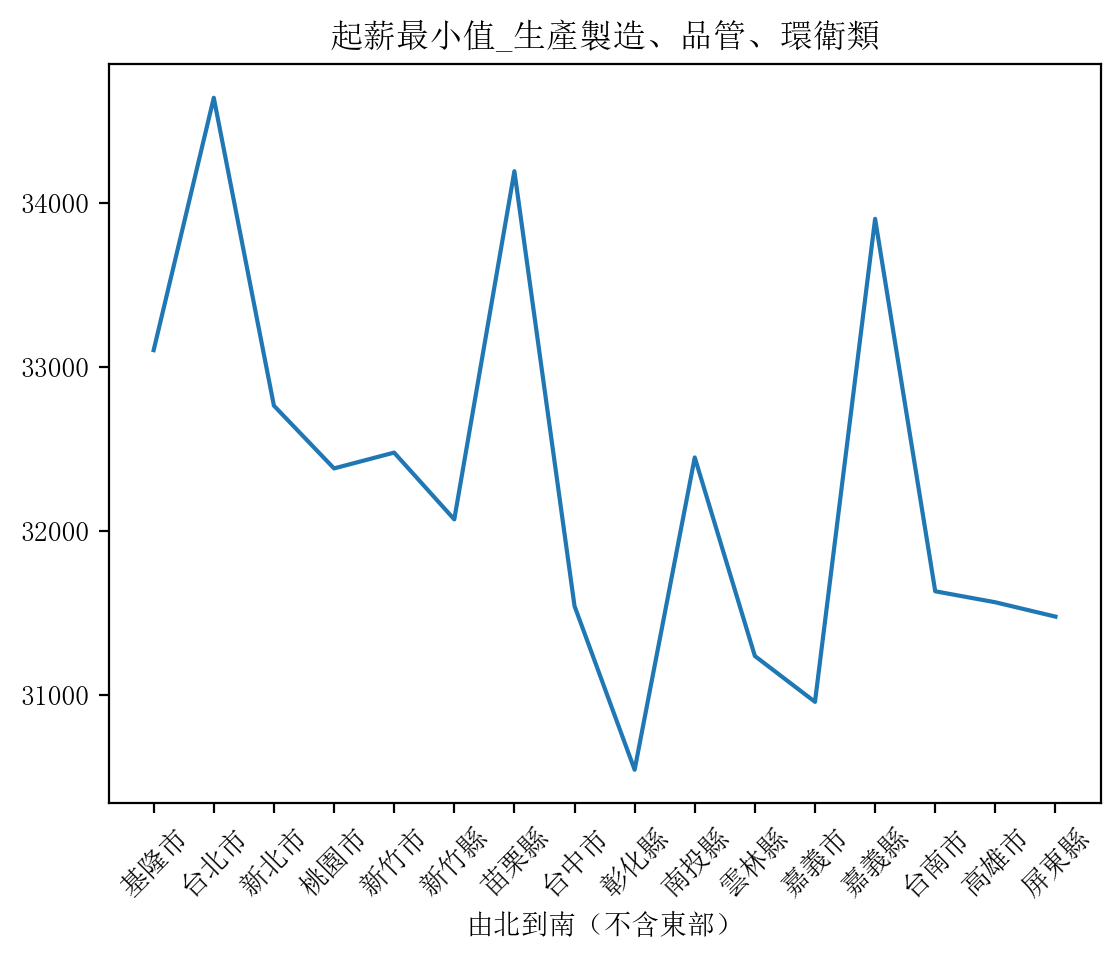 起薪最小值_生產製造、品管、環衛類
34000
33000
32000
31000
基隆市
台北市
新北市
桃園市
新竹市
新竹縣
苗栗縣
台中市
彰化縣
南投縣
雲林縣
嘉義市
嘉義縣
台南市
高雄市
屏東縣
由北到南（不含東部）